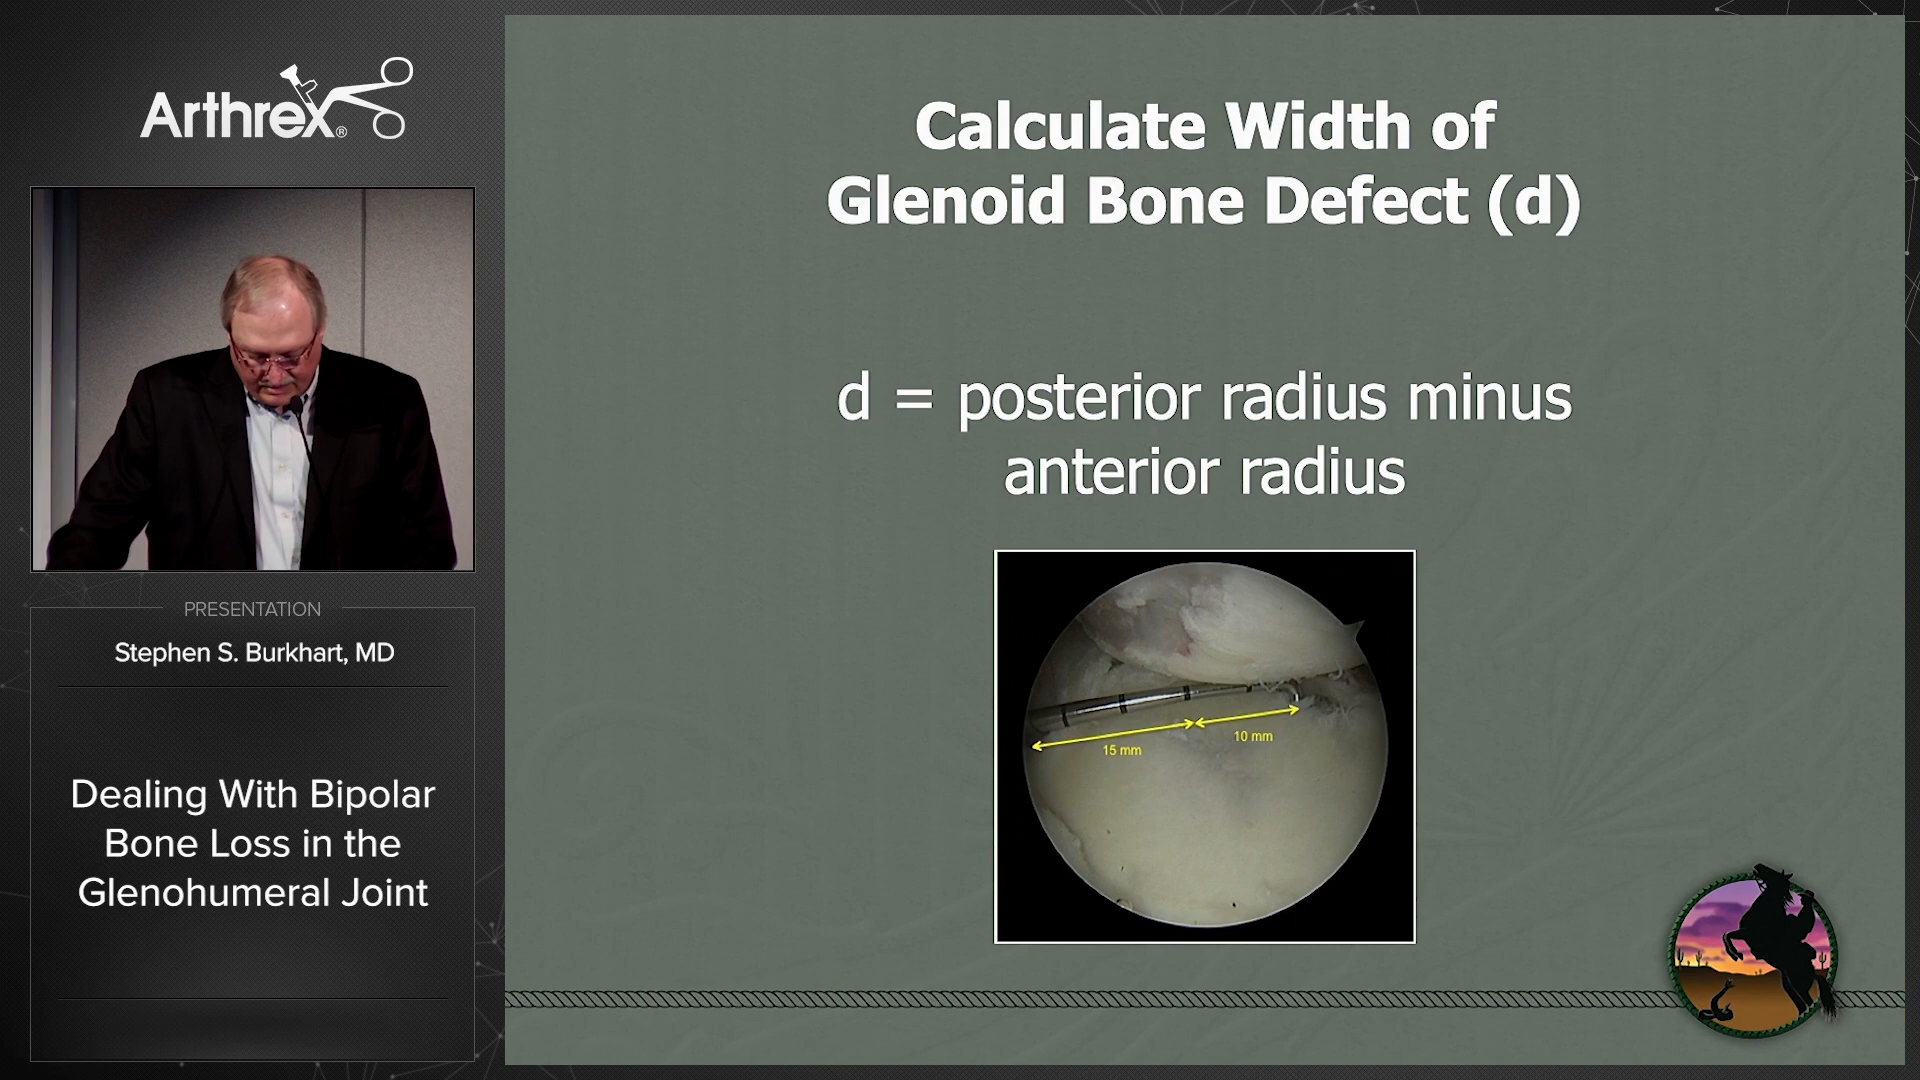 Arthrex®
PRESENTATION
Stephen S. Burkhart, MD
Dealing With Bipolar
Bone Loss in the
Glenohumeral Joint
Calculate Width of
Glenoid Bone Defect (d)
d = posterior radius minus
anterior radius
15 mm
10 mm